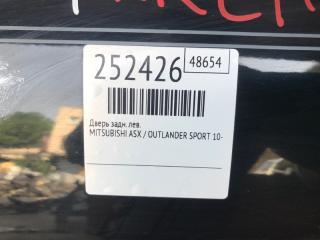 252426
48654
Дверь задн. лев.
MITSUBISHI ASX / OUTLANDER SPORT 10-